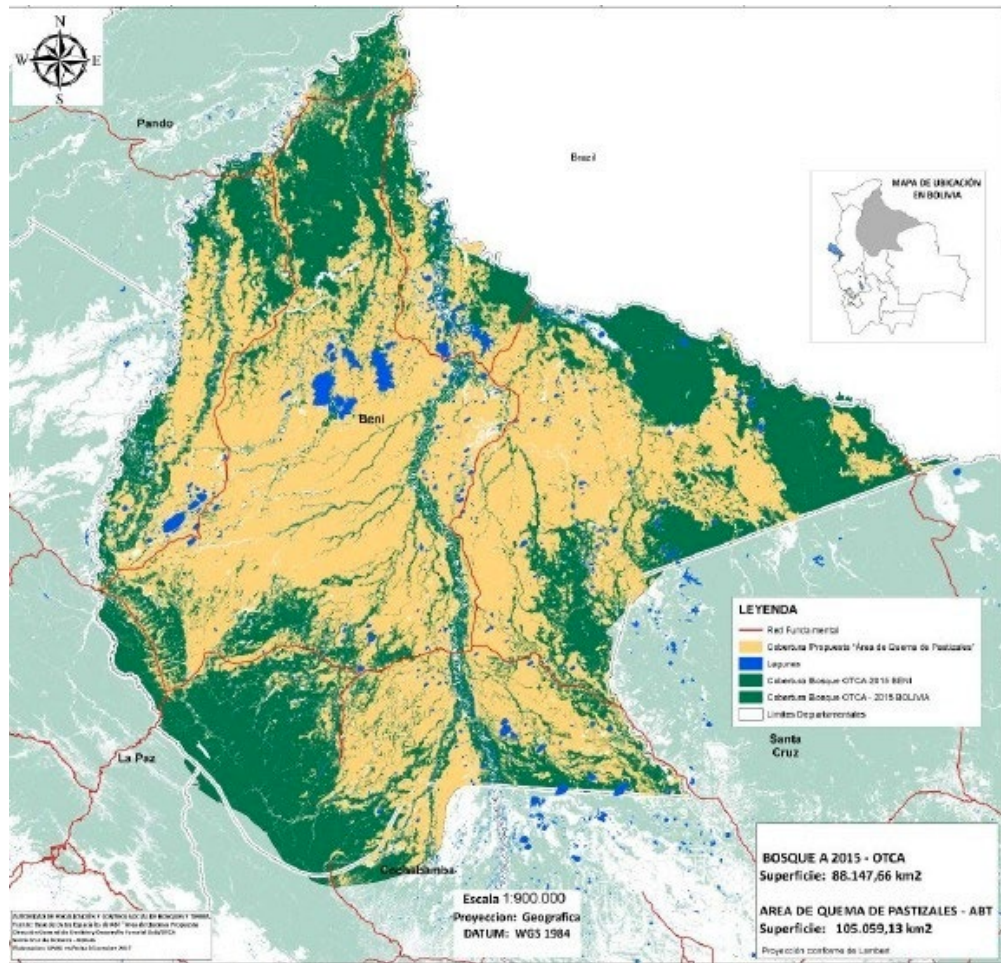 N
W E
S
Pando
Brazil
MAPA DE UBICACIÓN
EN BOLIVIA
Beni
LEYENDA
Red Fundamental
Cobertura Propuesta "Área de Quema de Pastizales"
Lagunas
Cobertura Bosque OTCA 2015 BENI
Cobertura Bosque OTCA - 2015 BOLIVIA
Limites Departamentales
Santa
Cruz
La Paz
Cochabamba
Escala 1:900.000
Proyeccion: Geografica
DATUM: WGS 1984
BOSQUE A 2015 - OTCA
Superficie: 88.147,66 km2
AREA DE QUEMA DE PASTIZALES - ABT
Superficie: 105.059,13 km2
Proyección conforme de Lambert